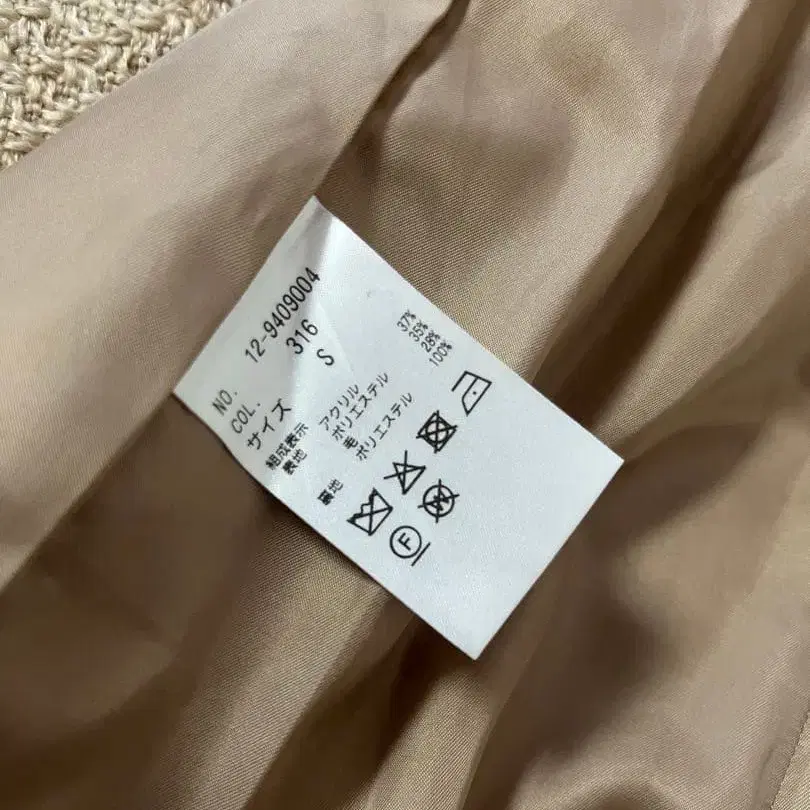 NO. 12-9409004
COL. 316
サイズ S
組成表示
表地 アクリル 37%
ポリエステル 35%
毛 28%
裏地 ポリエステル 100%
F
W